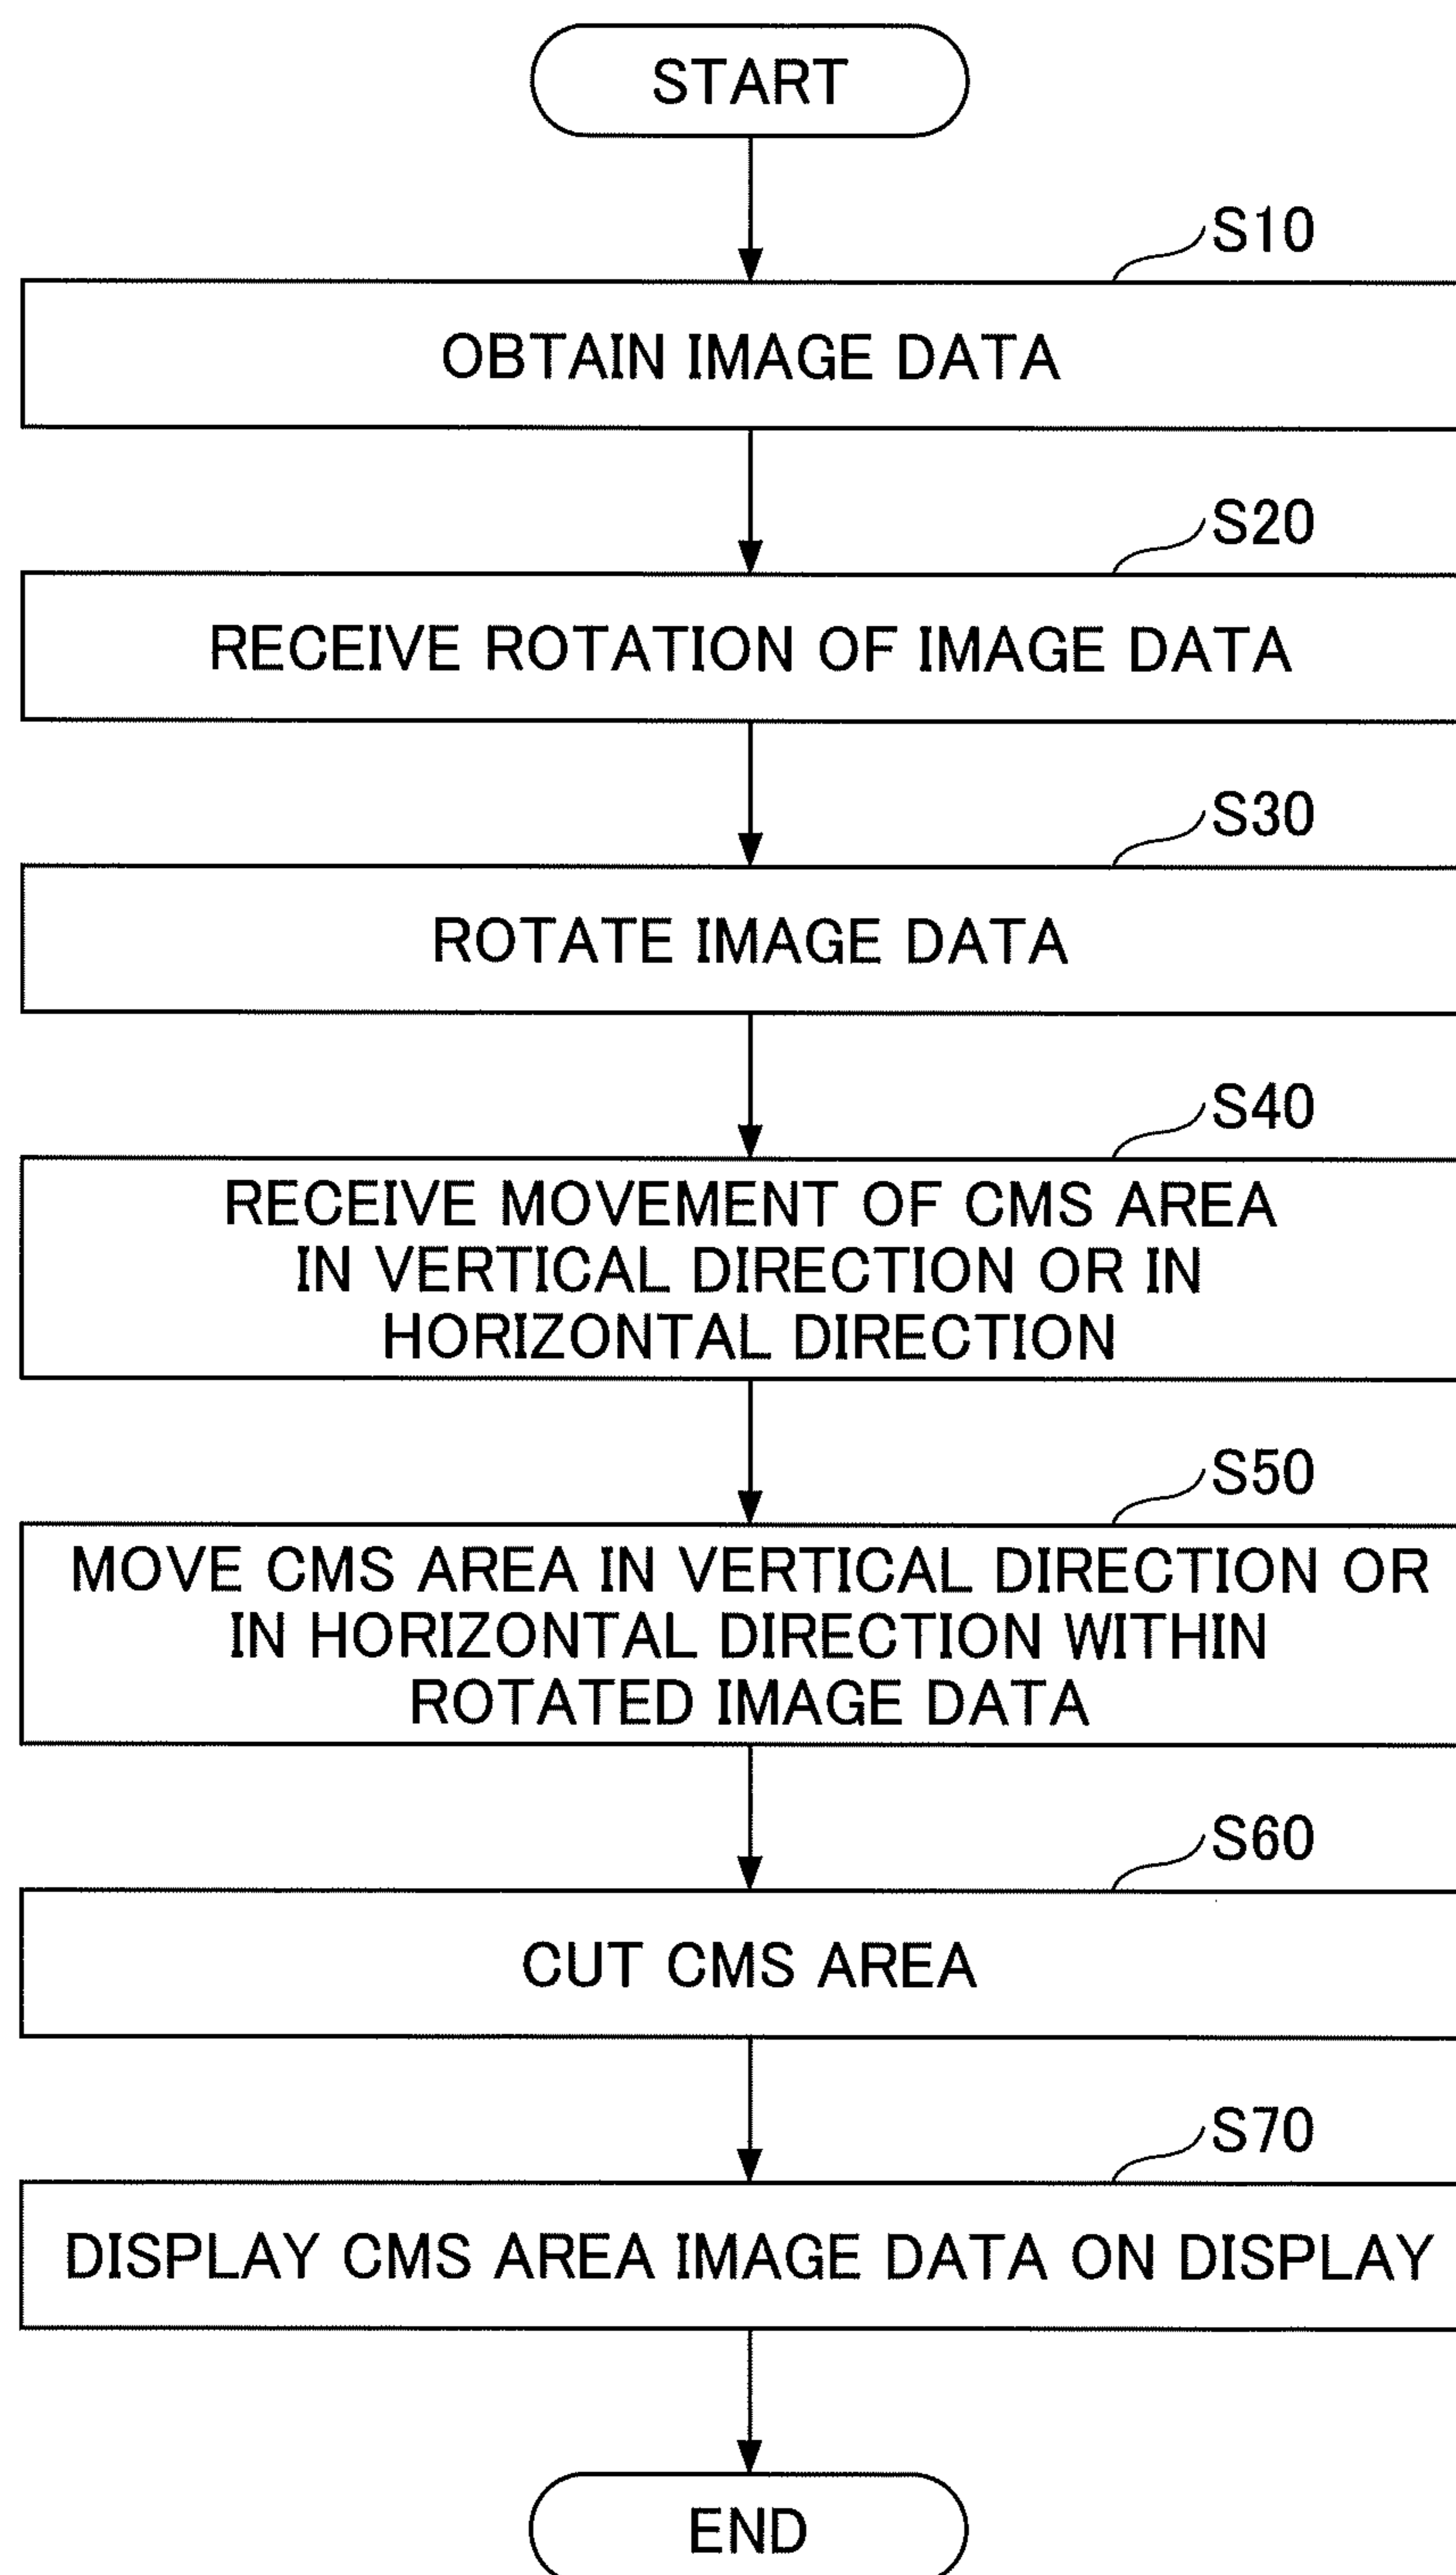 START
S10
OBTAIN IMAGE DATA
S20
RECEIVE ROTATION OF IMAGE DATA
S30
ROTATE IMAGE DATA
S40
RECEIVE MOVEMENT OF CMS AREA
IN VERTICAL DIRECTION OR IN
HORIZONTAL DIRECTION
S50
MOVE CMS AREA IN VERTICAL DIRECTION OR
IN HORIZONTAL DIRECTION WITHIN
ROTATED IMAGE DATA
S60
CUT CMS AREA
S70
DISPLAY CMS AREA IMAGE DATA ON DISPLAY
END